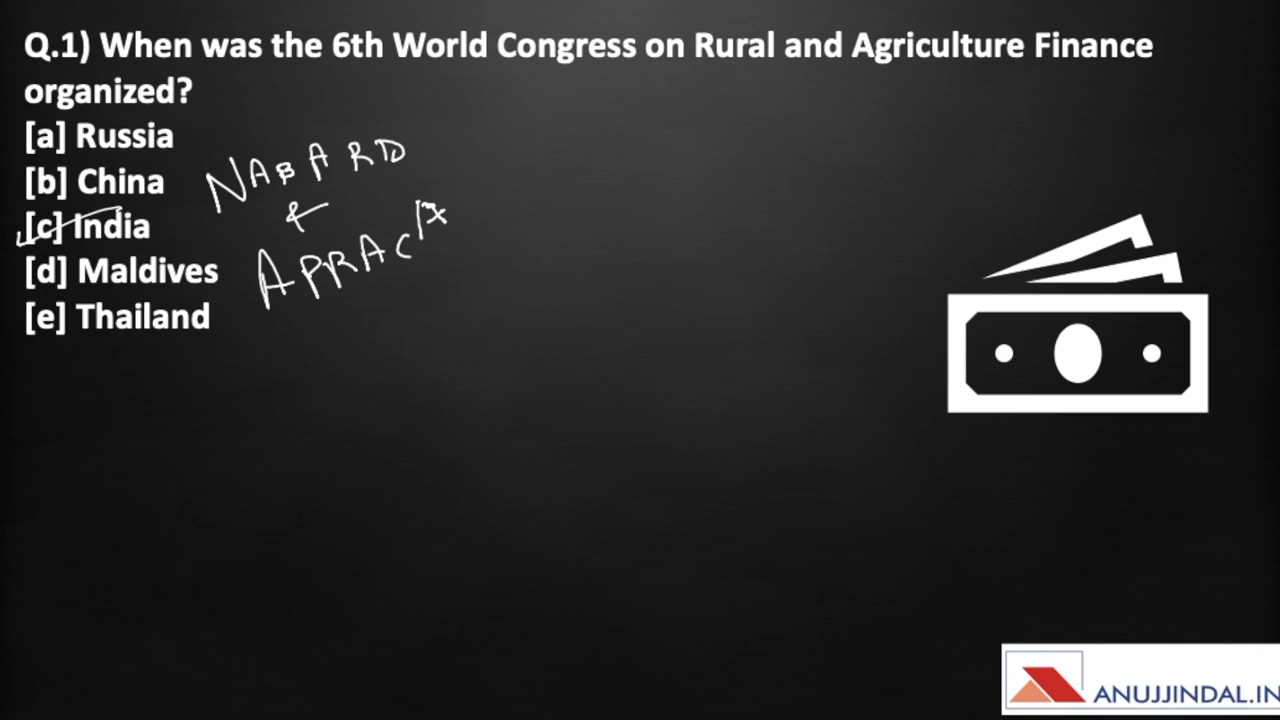 Q.1) When was the 6th World Congress on Rural and Agriculture Finance
organized?
[a] Russia
[b] China
[c] India
[d] Maldives
[e] Thailand
NABARD
&
APRAC
ANUJJINDAL.IN